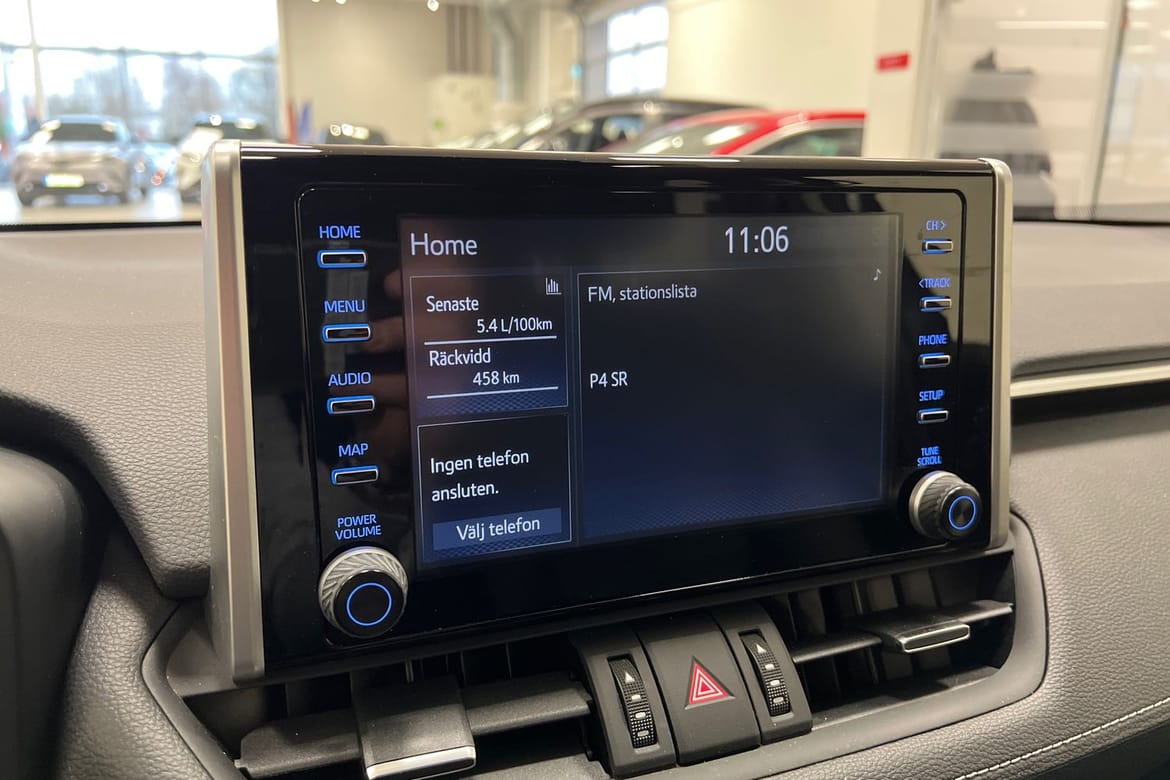 HOME
MENU
AUDIO
MAP
POWER
VOLUME
Home
11:06
Senaste
5.4 L/100km
Räckvidd
458 km
Ingen telefon
ansluten.
Välj telefon
FM, stationslista
P4 SR
CH >
< TRACK
PHONE
SETUP
TUNE
SCROLL